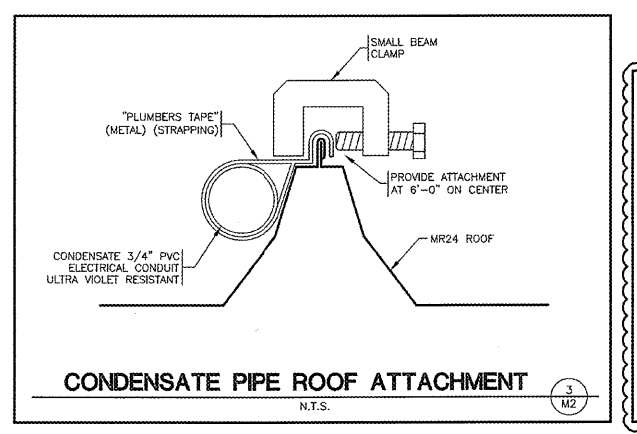 SMALL BEAM
CLAMP
"PLUMBERS TAPE"
(METAL) (STRAPPING)
PROVIDE ATTACHMENT
AT 6'-0" ON CENTER
MR24 ROOF
CONDENSATE 3/4" PVC
ELECTRICAL CONDUIT
ULTRA VIOLET RESISTANT
CONDENSATE PIPE ROOF ATTACHMENT
N.T.S.
3
M2